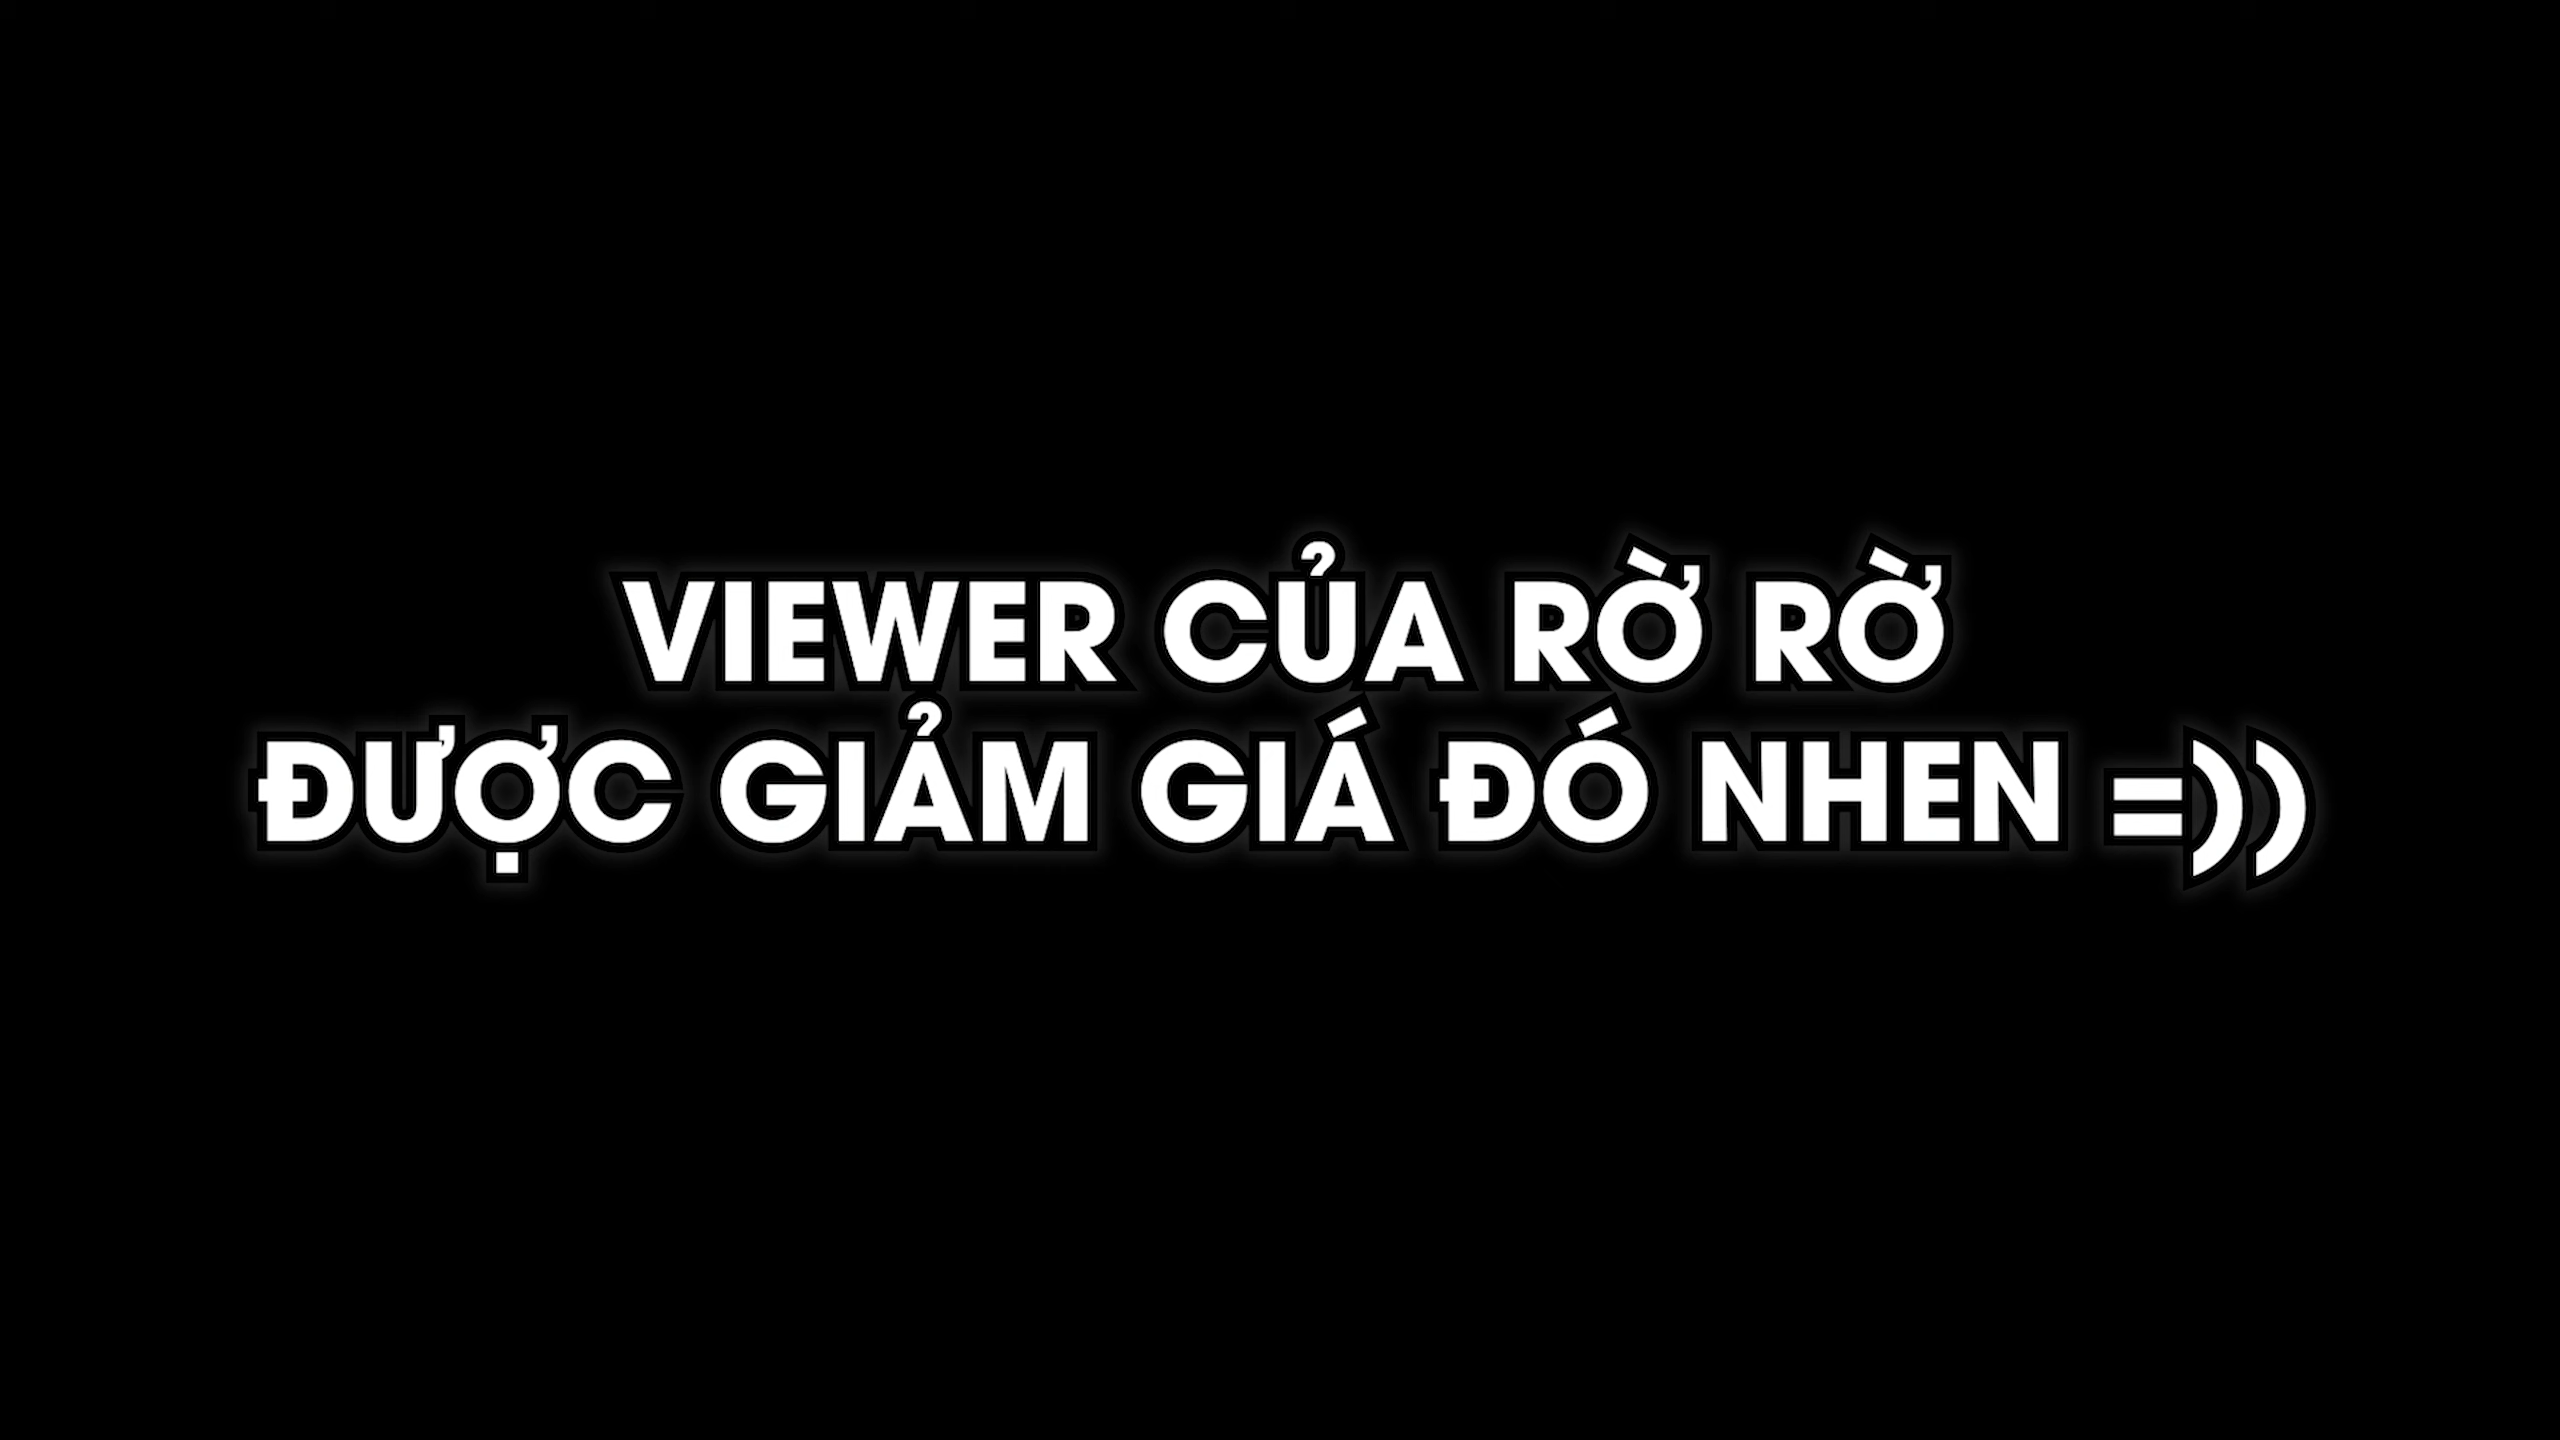 VIEWER CỦA RỜ RỜ
ĐƯỢC GIẢM GIÁ ĐÓ NHEN =))